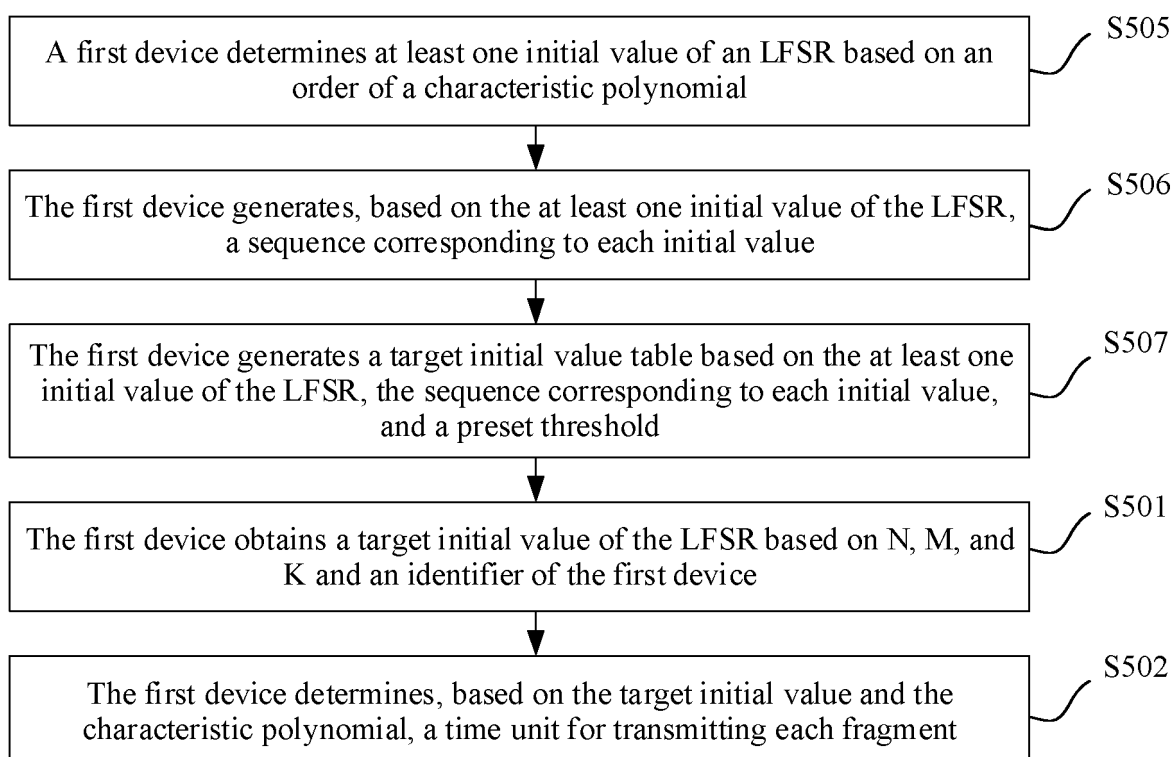 S505
A first device determines at least one initial value of an LFSR based on an
order of a characteristic polynomial
S506
The first device generates, based on the at least one initial value of the LFSR,
a sequence corresponding to each initial value
S507
The first device generates a target initial value table based on the at least one
initial value of the LFSR, the sequence corresponding to each initial value,
and a preset threshold
S501
The first device obtains a target initial value of the LFSR based on N, M, and
K and an identifier of the first device
S502
The first device determines, based on the target initial value and the
characteristic polynomial, a time unit for transmitting each fragment